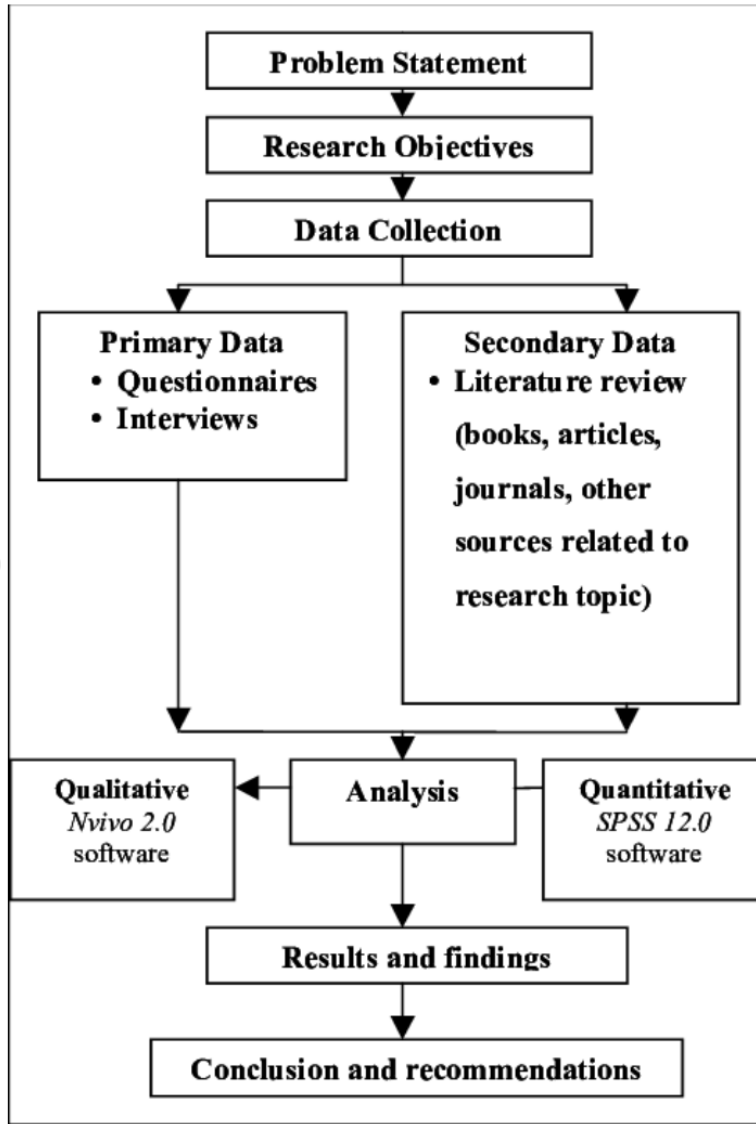 Problem Statement
Research Objectives
Data Collection
Primary Data
• Questionnaires
• Interviews
Secondary Data
• Literature review
(books, articles,
journals, other
sources related to
research topic)
Qualitative
Nvivo 2.0
software
Analysis
Quantitative
SPSS 12.0
software
Results and findings
Conclusion and recommendations